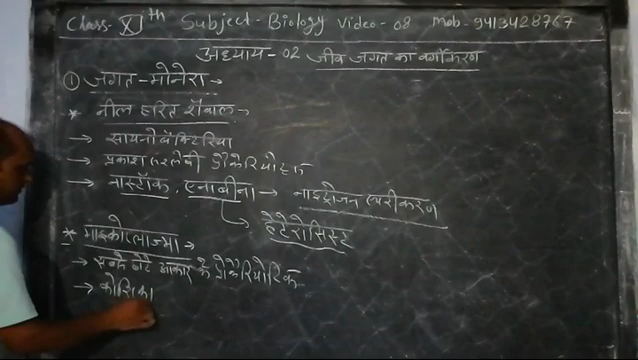 Class-XIth Subject-Biology Video-08 Mob-9413428767
अध्याय-02 जीव जगत का वर्गीकरण
① जगत-मोनेरा→
* नील हरित शैवाल→
→ सायनोबैक्टिरिया
→ प्रकाश संश्लेषी प्रोकेरियोटिक
→ नास्टॉक, एनाबीना → नाइट्रोजन स्थरीकरण
हेटेरोसिस्ट
* माइकोप्लाज्मा→
→ सबसे छोटे आकार के प्रोकेरियोटिक
→ कोशिका